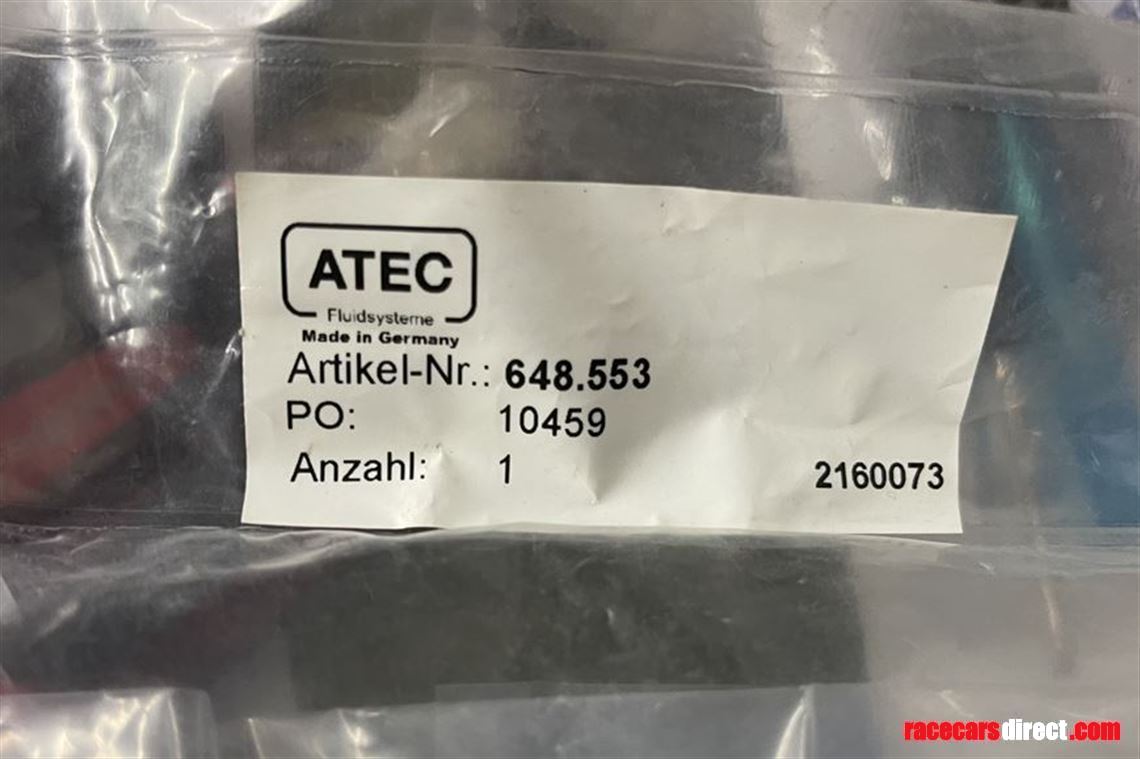 ATEC
Fluidsysteme
Made in Germany
Artikel-Nr.: 648.553
PO: 10459
Anzahl: 1 2160073
racecarsdirect.com